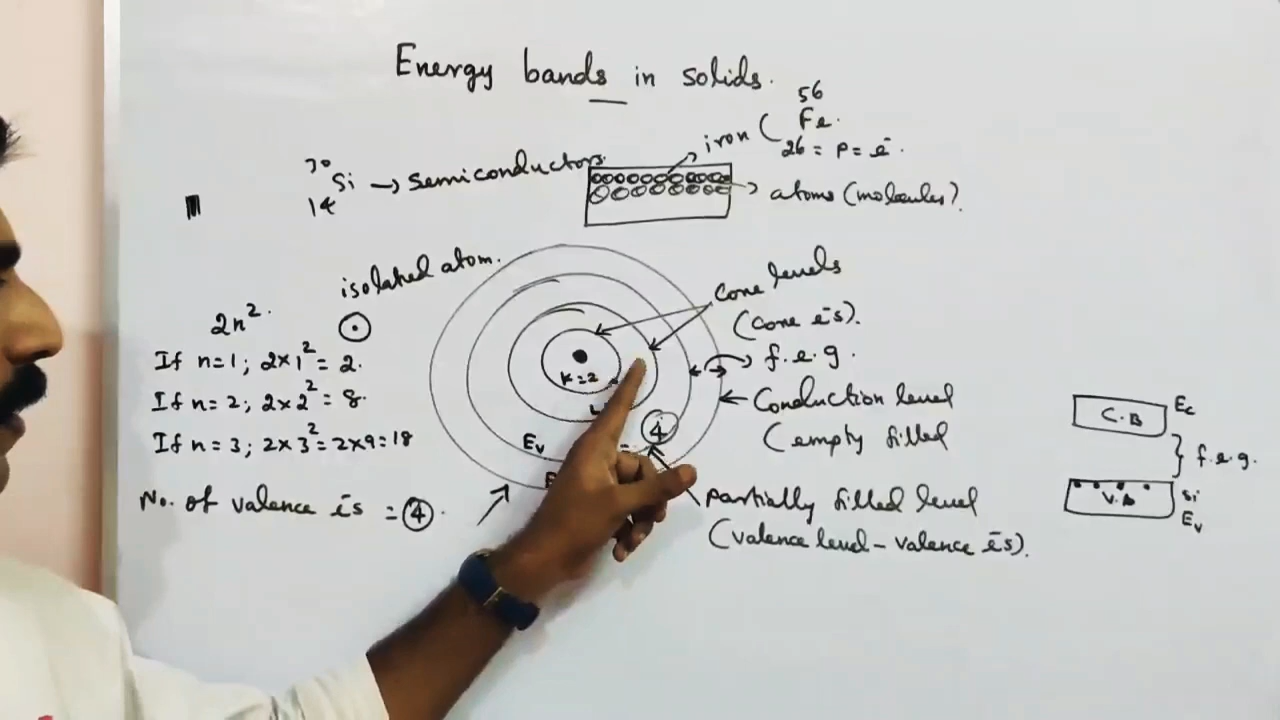 Energy bands in solids.
56
iron ( Fe.
26 = P = ē.
30
Si → Semiconductors
14
→ atoms (molecules).
isolated atom.
Core levels
(Core ēs).
2n².
If n=1; 2×1² = 2.
If n=2; 2×2² = 8.
If n=3; 2×3² = 2×9 = 18
No. of valence ēs = 4.
K=2
L
4
Ev
E
f.e.g.
Conduction level
(empty filled
partially filled level
(valence level - valence ēs).
C.B Ec
f.e.g.
V.B Si
Ev